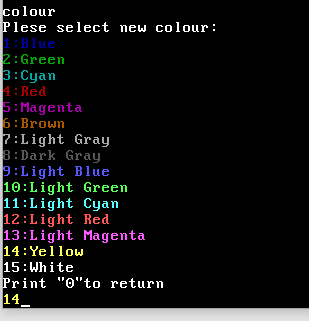 colour
Plese select new colour:
1:Blue
2:Green
3:Cyan
4:Red
5:Magenta
6:Brown
7:Light Gray
8:Dark Gray
9:Light Blue
10:Light Green
11:Light Cyan
12:Light Red
13:Light Magenta
14:Yellow
15:White
Print "0"to return
14_